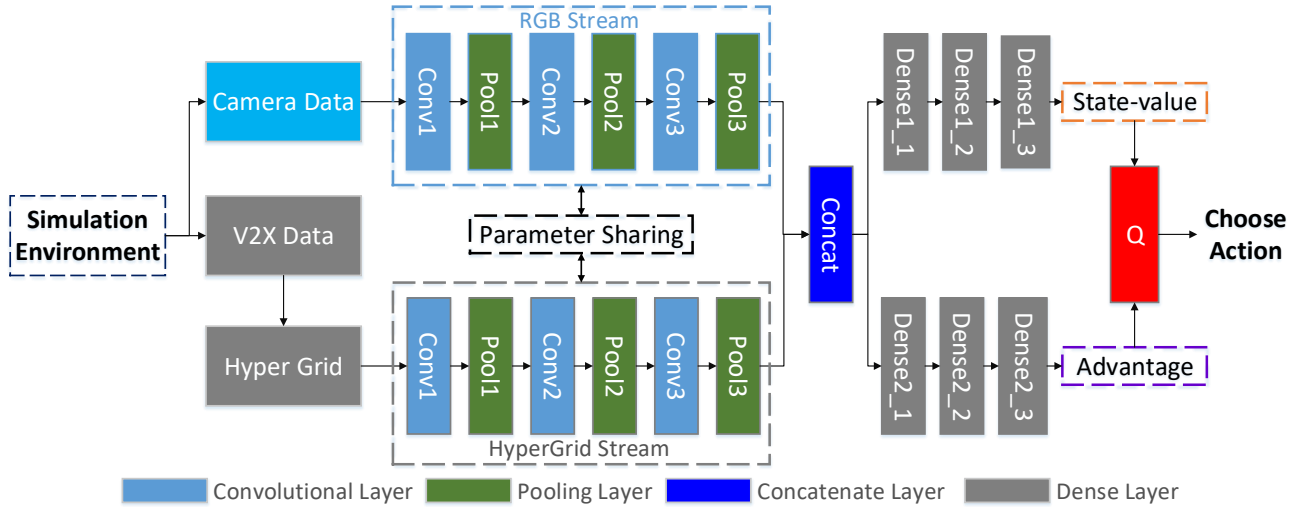 RGB Stream
Camera Data
Conv1
Pool1
Conv2
Pool2
Conv3
Pool3
Simulation
Environment
V2X Data
Parameter Sharing
Hyper Grid
Conv1
Pool1
Conv2
Pool2
Conv3
Pool3
HyperGrid Stream
Concat
Dense1_1
Dense1_2
Dense1_3
State-value
Dense2_1
Dense2_2
Dense2_3
Advantage
Q
Choose
Action
Convolutional Layer
Pooling Layer
Concatenate Layer
Dense Layer